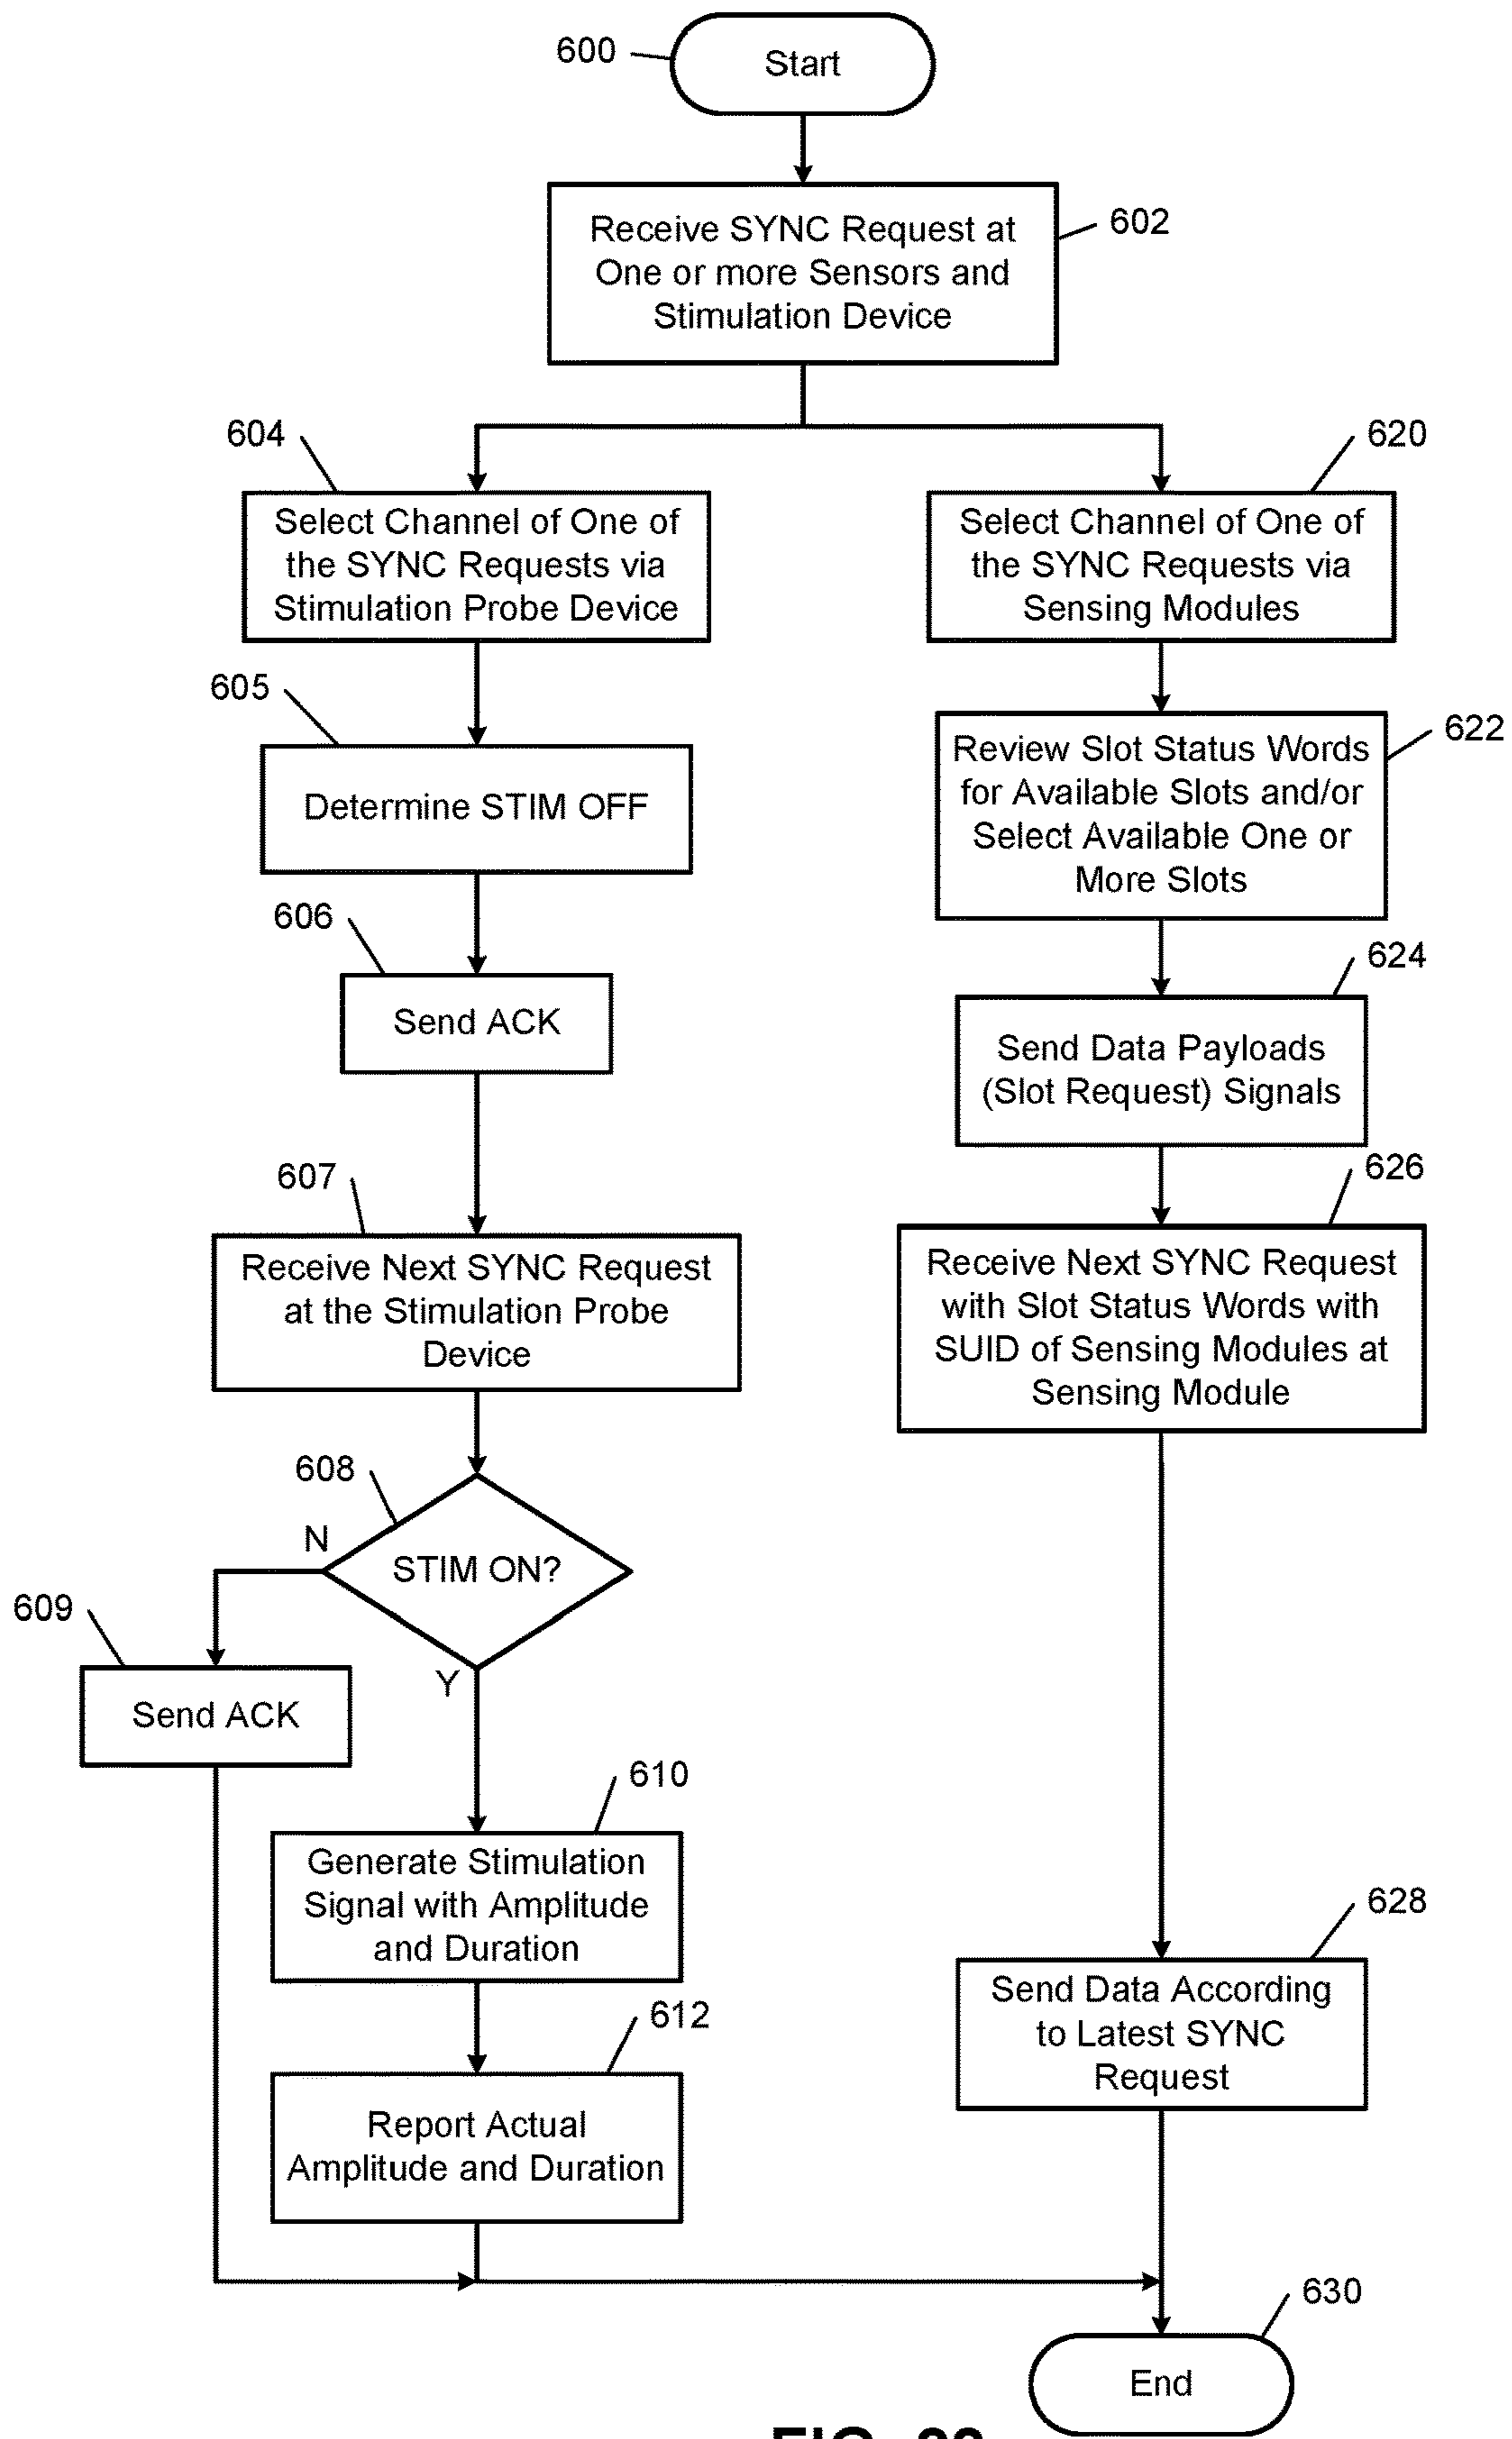 600
Start
602
Receive SYNC Request at
One or more Sensors and
Stimulation Device
604
Select Channel of One of
the SYNC Requests via
Stimulation Probe Device
605
Determine STIM OFF
606
Send ACK
607
Receive Next SYNC Request
at the Stimulation Probe
Device
608
STIM ON?
N
Y
609
Send ACK
610
Generate Stimulation
Signal with Amplitude
and Duration
612
Report Actual
Amplitude and Duration
620
Select Channel of One of
the SYNC Requests via
Sensing Modules
622
Review Slot Status Words
for Available Slots and/or
Select Available One or
More Slots
624
Send Data Payloads
(Slot Request) Signals
626
Receive Next SYNC Request
with Slot Status Words with
SUID of Sensing Modules at
Sensing Module
628
Send Data According
to Latest SYNC
Request
630
End